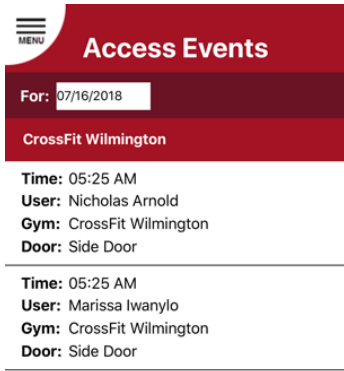 MENU
Access Events
For: 07/16/2018
CrossFit Wilmington
Time: 05:25 AM
User: Nicholas Arnold
Gym: CrossFit Wilmington
Door: Side Door
Time: 05:25 AM
User: Marissa Iwanylo
Gym: CrossFit Wilmington
Door: Side Door